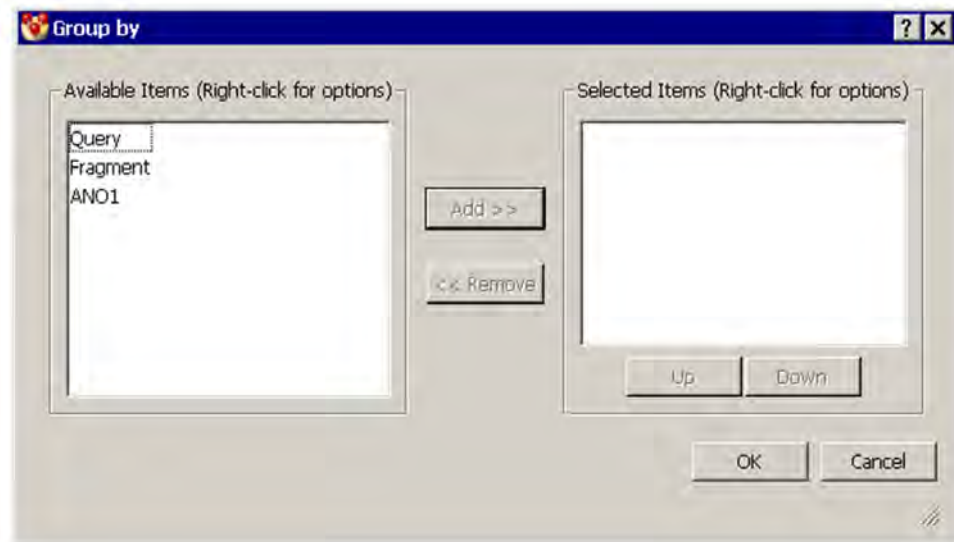 Group by
Available Items (Right-click for options)
Query
Fragment
ANO1
Add >>
<< Remove
Selected Items (Right-click for options)
Up
Down
OK
Cancel